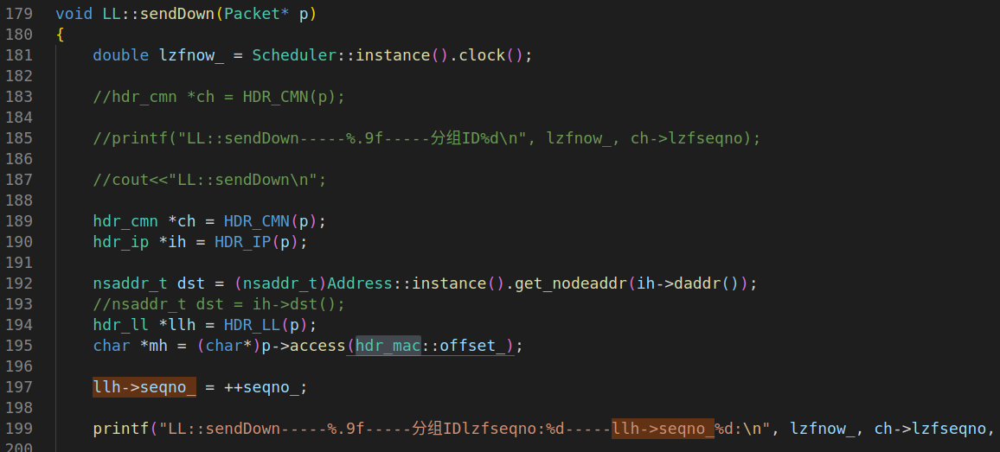 179 void LL::sendDown(Packet* p)
180 {
181     double lzfnow_ = Scheduler::instance().clock();
182
183     //hdr_cmn *ch = HDR_CMN(p);
184
185     //printf("LL::sendDown-----%.9f-----分组ID%d\n", lzfnow_, ch->lzfseqno);
186
187     //cout<<"LL::sendDown\n";
188
189     hdr_cmn *ch = HDR_CMN(p);
190     hdr_ip *ih = HDR_IP(p);
191
192     nsaddr_t dst = (nsaddr_t)Address::instance().get_nodeaddr(ih->daddr());
193     //nsaddr_t dst = ih->dst();
194     hdr_ll *llh = HDR_LL(p);
195     char *mh = (char*)p->access(hdr_mac::offset_);
196
197     llh->seqno_ = ++seqno_;
198
199     printf("LL::sendDown-----%.9f-----分组IDlzfseqno:%d-----llh->seqno_%d:\n", lzfnow_, ch->lzfseqno,
200